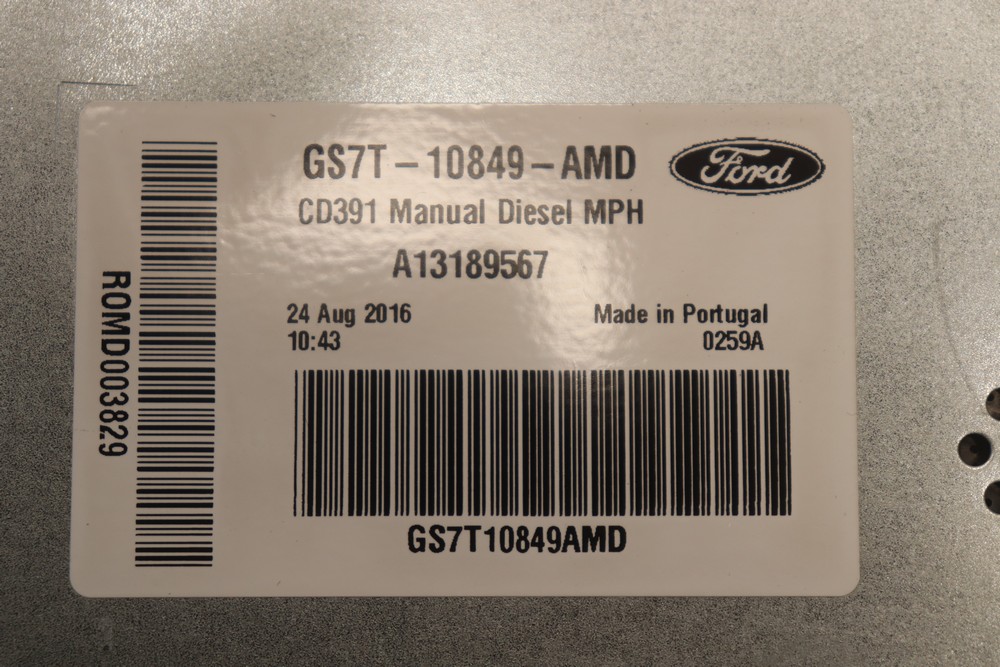 GS7T-10849-AMD
Ford
CD391 Manual Diesel MPH
A13189567
24 Aug 2016
Made in Portugal
10:43
0259A
GS7T10849AMD
ROMD003829